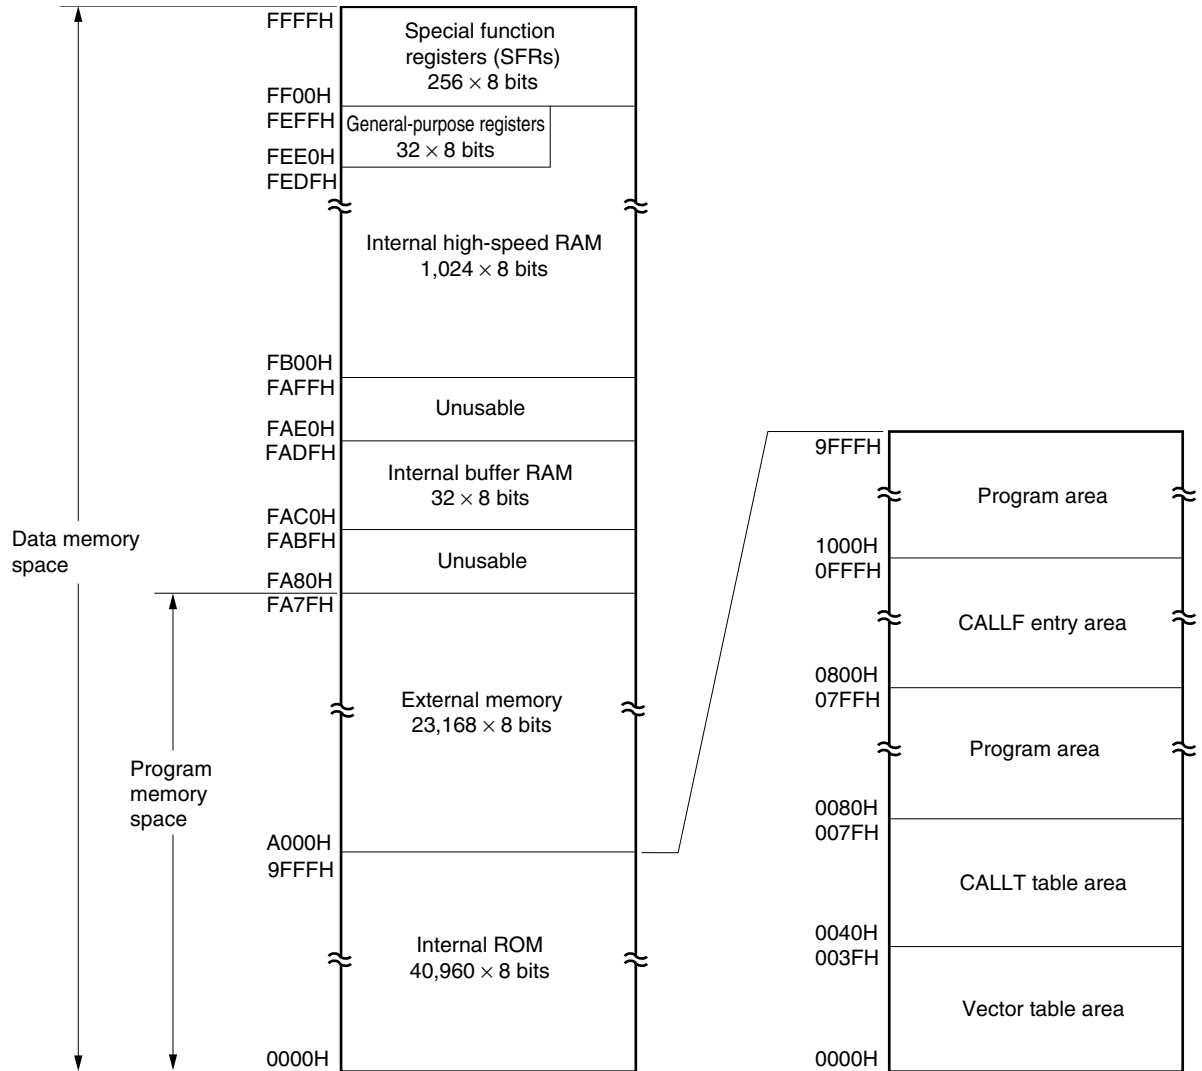 FFFFH
Special function
registers (SFRs)
256 × 8 bits
FF00H
FEFFH
General-purpose registers
32 × 8 bits
FEE0H
FEDFH
Internal high-speed RAM
1,024 × 8 bits
FB00H
FAFFH
Unusable
FAE0H
FADFH
Internal buffer RAM
32 × 8 bits
FAC0H
FABFH
Unusable
FA80H
FA7FH
Data memory
space
External memory
23,168 × 8 bits
Program
memory
space
A000H
9FFFH
Internal ROM
40,960 × 8 bits
0000H
9FFFH
Program area
1000H
0FFFH
CALLF entry area
0800H
07FFH
Program area
0080H
007FH
CALLT table area
0040H
003FH
Vector table area
0000H